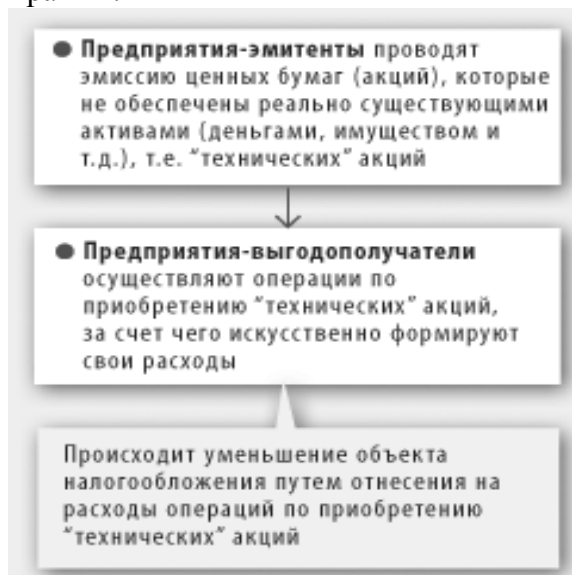 ● Предприятия-эмитенты проводят
эмиссию ценных бумаг (акций), которые
не обеспечены реально существующими
активами (деньгами, имуществом и
т.д.), т.е. "технических" акций
● Предприятия-выгодополучатели
осуществляют операции по
приобретению "технических" акций,
за счет чего искусственно формируют
свои расходы
Происходит уменьшение объекта
налогообложения путем отнесения на
расходы операций по приобретению
"технических" акций